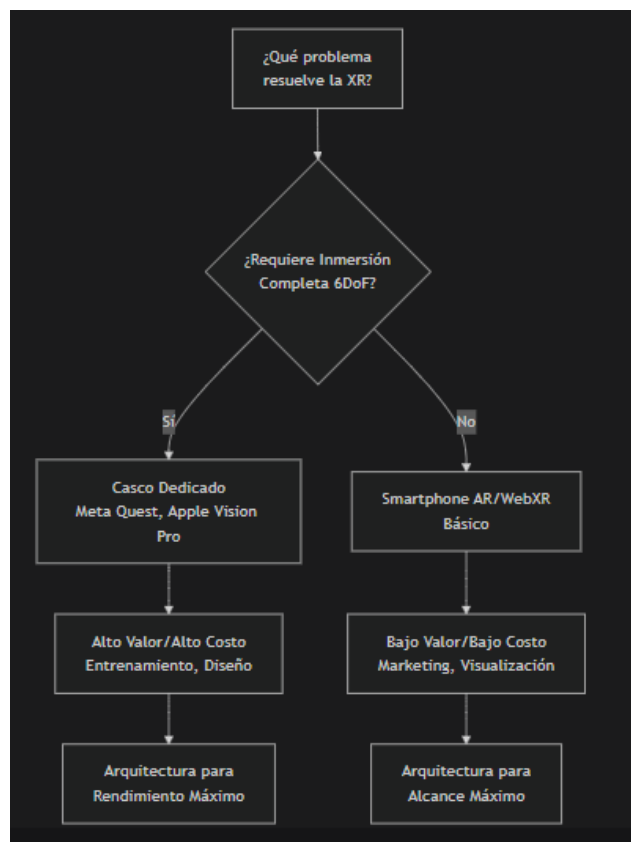 ¿Qué problema
resuelve la XR?
¿Requiere Inmersión
Completa 6DoF?
Sí
No
Casco Dedicado
Meta Quest, Apple Vision
Pro
Smartphone AR/WebXR
Básico
Alto Valor/Alto Costo
Entrenamiento, Diseño
Bajo Valor/Bajo Costo
Marketing, Visualización
Arquitectura para
Rendimiento Máximo
Arquitectura para
Alcance Máximo